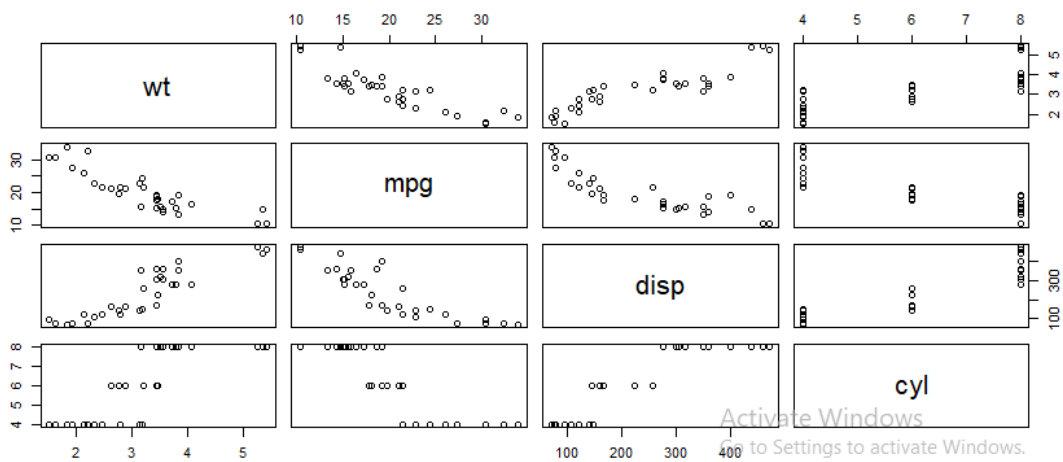 10 15 20 25 30
4 5 6 7 8
wt
2 3 4 5
10 20 30
mpg
disp
100 300
4 5 6 7 8
cyl
2 3 4 5
100 200 300 400
Activate Windows
Go to Settings to activate Windows.